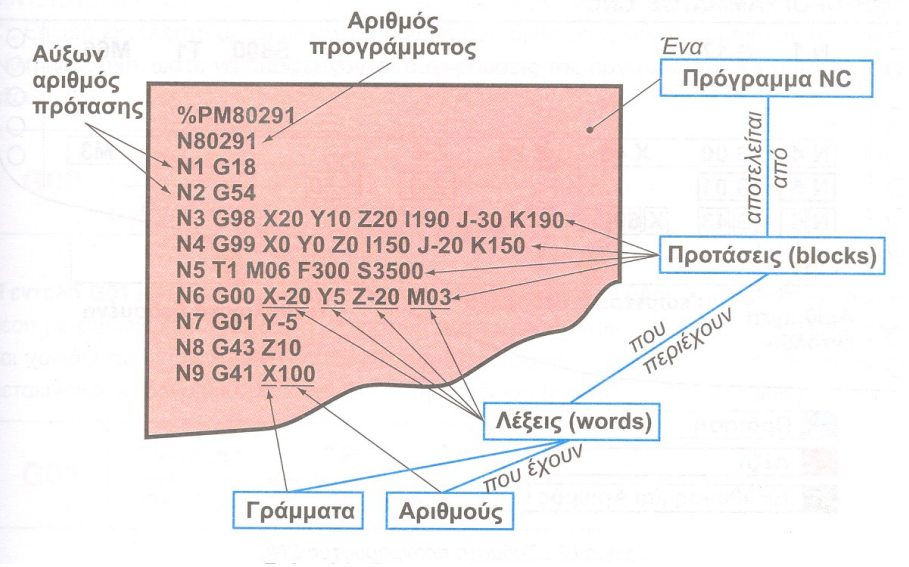 Αριθμός
προγράμματος
Αύξων
αριθμός
πρότασης
Ένα
Πρόγραμμα NC
αποτελείται
από
%PM80291
N80291
N1 G18
N2 G54
N3 G98 X20 Y10 Z20 I190 J-30 K190
N4 G99 X0 Y0 Z0 I150 J-20 K150
N5 T1 M06 F300 S3500
N6 G00 X-20 Y5 Z-20 M03
N7 G01 Y-5
N8 G43 Z10
N9 G41 X100
Προτάσεις (blocks)
που
περιέχουν
Λέξεις (words)
που έχουν
Γράμματα
Αριθμούς